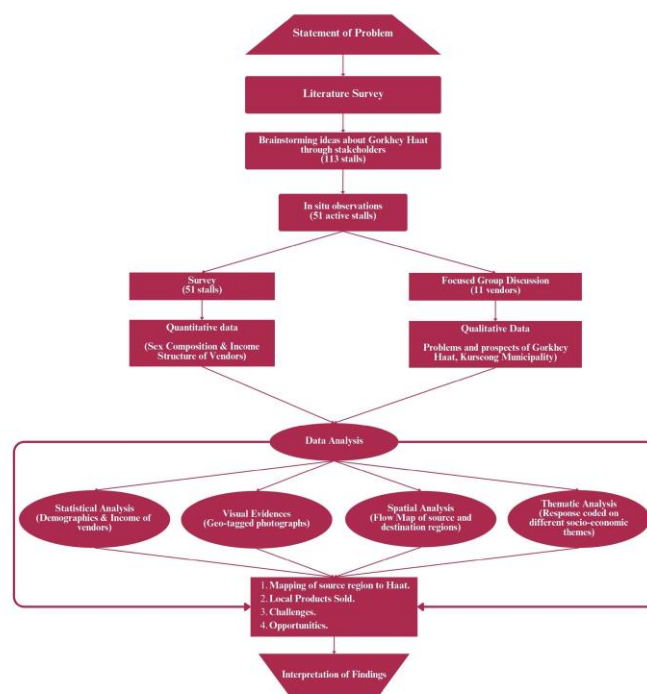 Statement of Problem
Literature Survey
Brainstorming ideas about Gorkhey Haat
through stakeholders
(113 stalls)
In situ observations
(51 active stalls)
Survey
(51 stalls)
Focused Group Discussion
(11 vendors)
Quantitative data
(Sex Composition & Income
Structure of Vendors)
Qualitative Data
Problems and prospects of Gorkhey
Haat, Kurseong Municipality)
Data Analysis
Statistical Analysis
(Demographics & Income of
vendors)
Visual Evidences
(Geo-tagged photographs)
Spatial Analysis
(Flow Map of source and
destination regions)
Thematic Analysis
(Response coded on
different socio-economic
themes)
1. Mapping of source region to Haat.
2. Local Products Sold.
3. Challenges.
4. Opportunities.
Interpretation of Findings